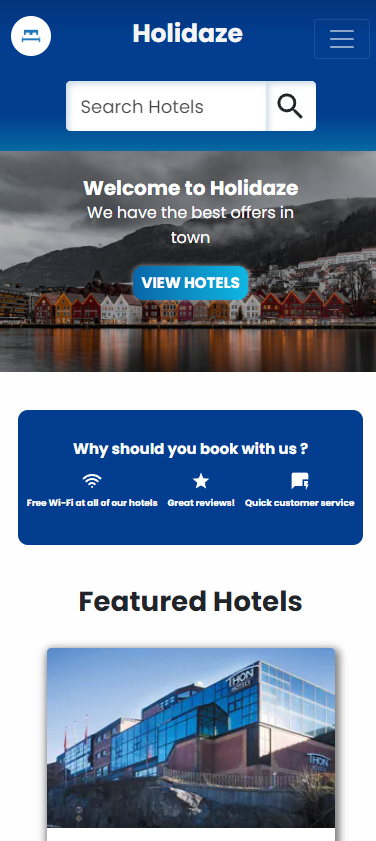 Holidaze
Search Hotels
Welcome to Holidaze
We have the best offers in
town
VIEW HOTELS
Why should you book with us ?
Free Wi-Fi at all of our hotels
Great reviews!
Quick customer service
Featured Hotels
THON
HOTELS
THON